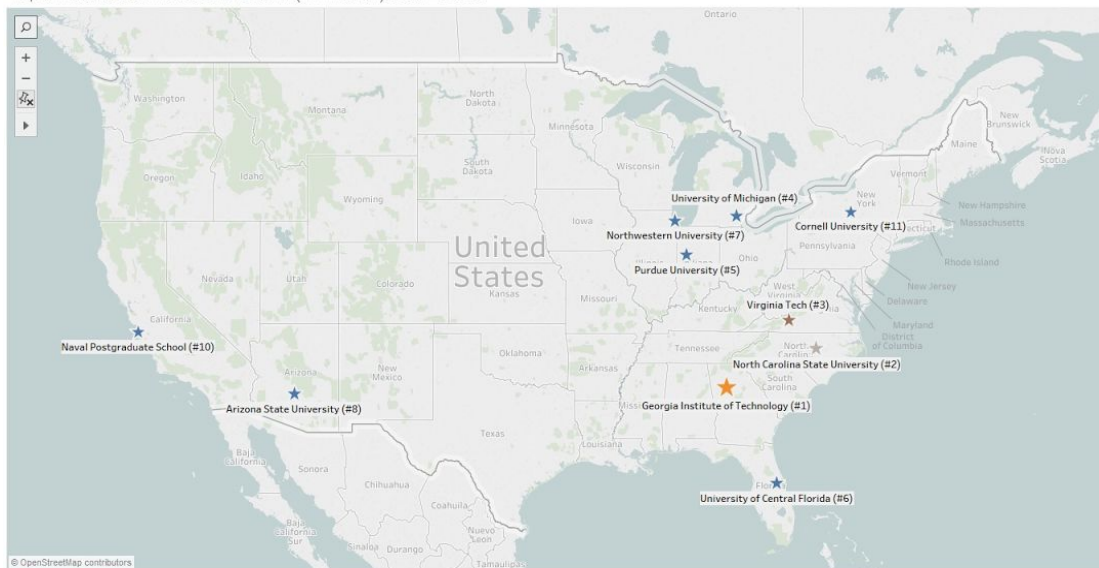 Ontario
Washington
Montana
North
Dakota
Minnesota
New
Brunswick
Maine
Nova
Scotia
Oregon
Idaho
South
Dakota
Wisconsin
Vermont
Wyoming
University of Michigan (#4)
New
York
New Hampshire
Massachusetts
Iowa
Northwestern University (#7)
Cornell University (#11)
Rhode Island
United
States
Purdue University (#5)
Ohio
Pennsylvania
Nevada
Utah
Colorado
Kansas
Missouri
West
Virginia
New Jersey
Delaware
Maryland
District
of Columbia
Kentucky
Virginia Tech (#3)
California
Naval Postgraduate School (#10)
Oklahoma
Tennessee
North
Arkansas
North Carolina State University (#2)
Arizona
New
Mexico
South
Carolina
Arizona State University (#8)
Georgia Institute of Technology (#1)
Texas
Louisiana
Baja
California
Sonora
Chihuahua
University of Central Florida (#6)
Coahuila
Baja
California
Sur
Sinaloa
Durango
Nuevo
León
Tamaulipas
© OpenStreetMap contributors